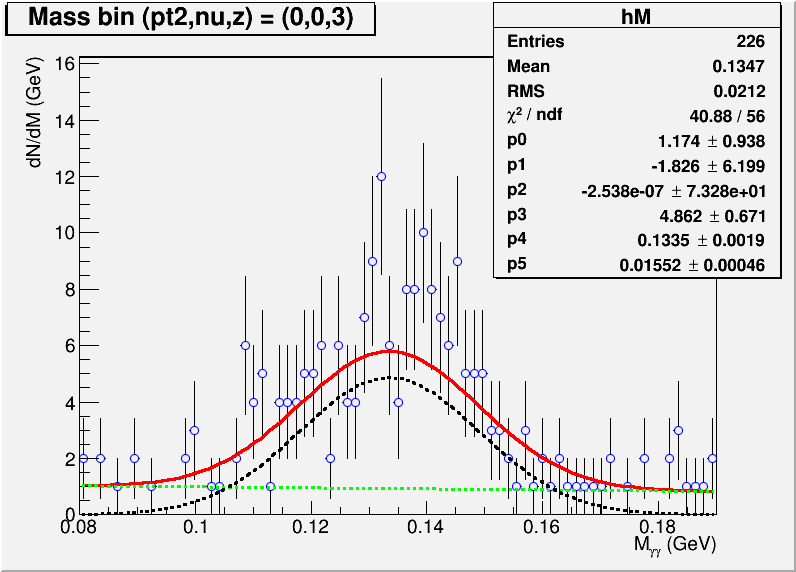 Mass bin (pt2,nu,z) = (0,0,3)
hM
Entries 226
Mean 0.1347
RMS 0.0212
χ² / ndf 40.88 / 56
p0 1.174 ± 0.938
p1 -1.826 ± 6.199
p2 -2.538e-07 ± 7.328e+01
p3 4.862 ± 0.671
p4 0.1335 ± 0.0019
p5 0.01552 ± 0.00046
dN/dM (GeV)
16
14
12
10
8
6
4
2
0
0.08 0.1 0.12 0.14 0.16 0.18
Mγγ (GeV)